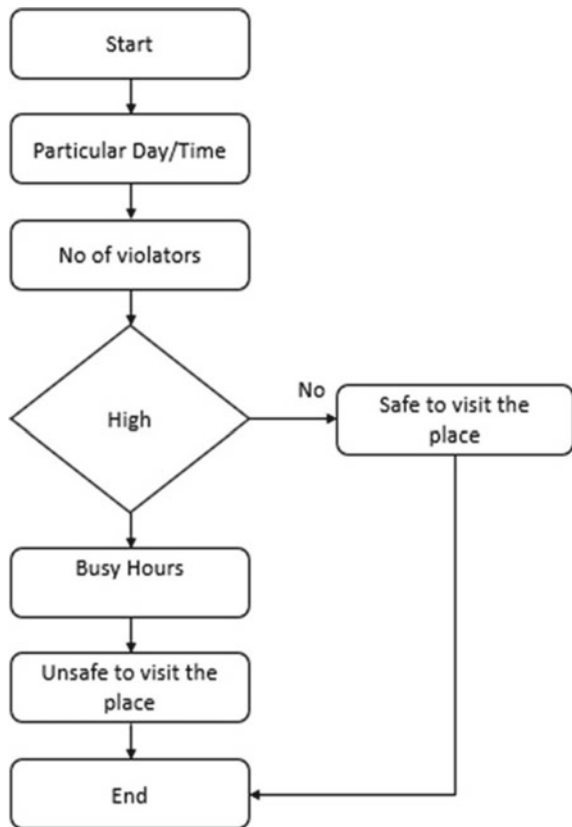 Start
Particular Day/Time
No of violators
High
No
Safe to visit the
place
Busy Hours
Unsafe to visit the
place
End